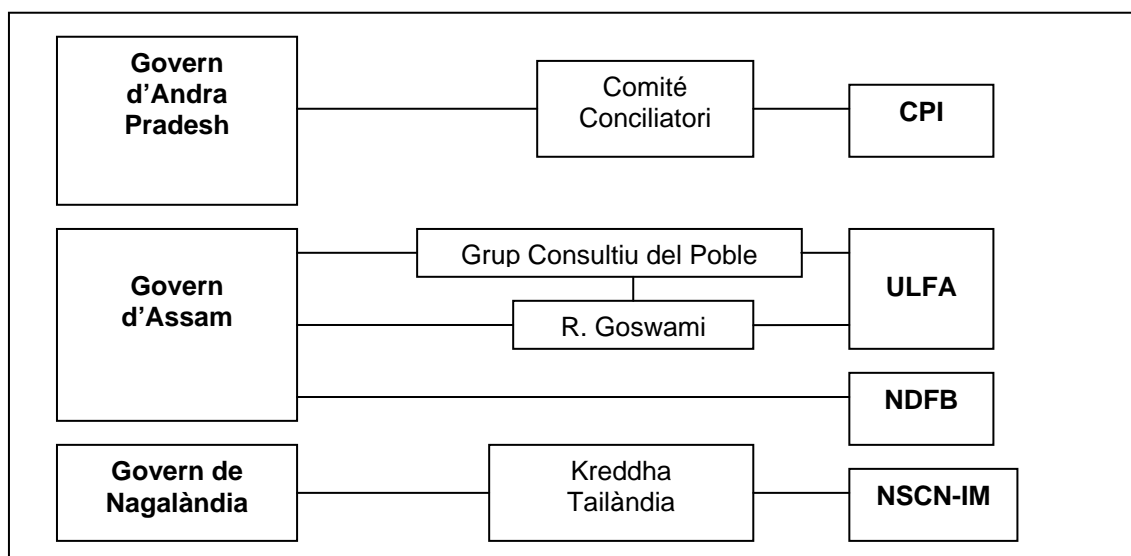 Govern
d'Andra
Pradesh
Comité
Conciliatori
CPI
Govern
d'Assam
Grup Consultiu del Poble
R. Goswami
ULFA
NDFB
Govern de
Nagalàndia
Kreddha
Tailàndia
NSCN-IM